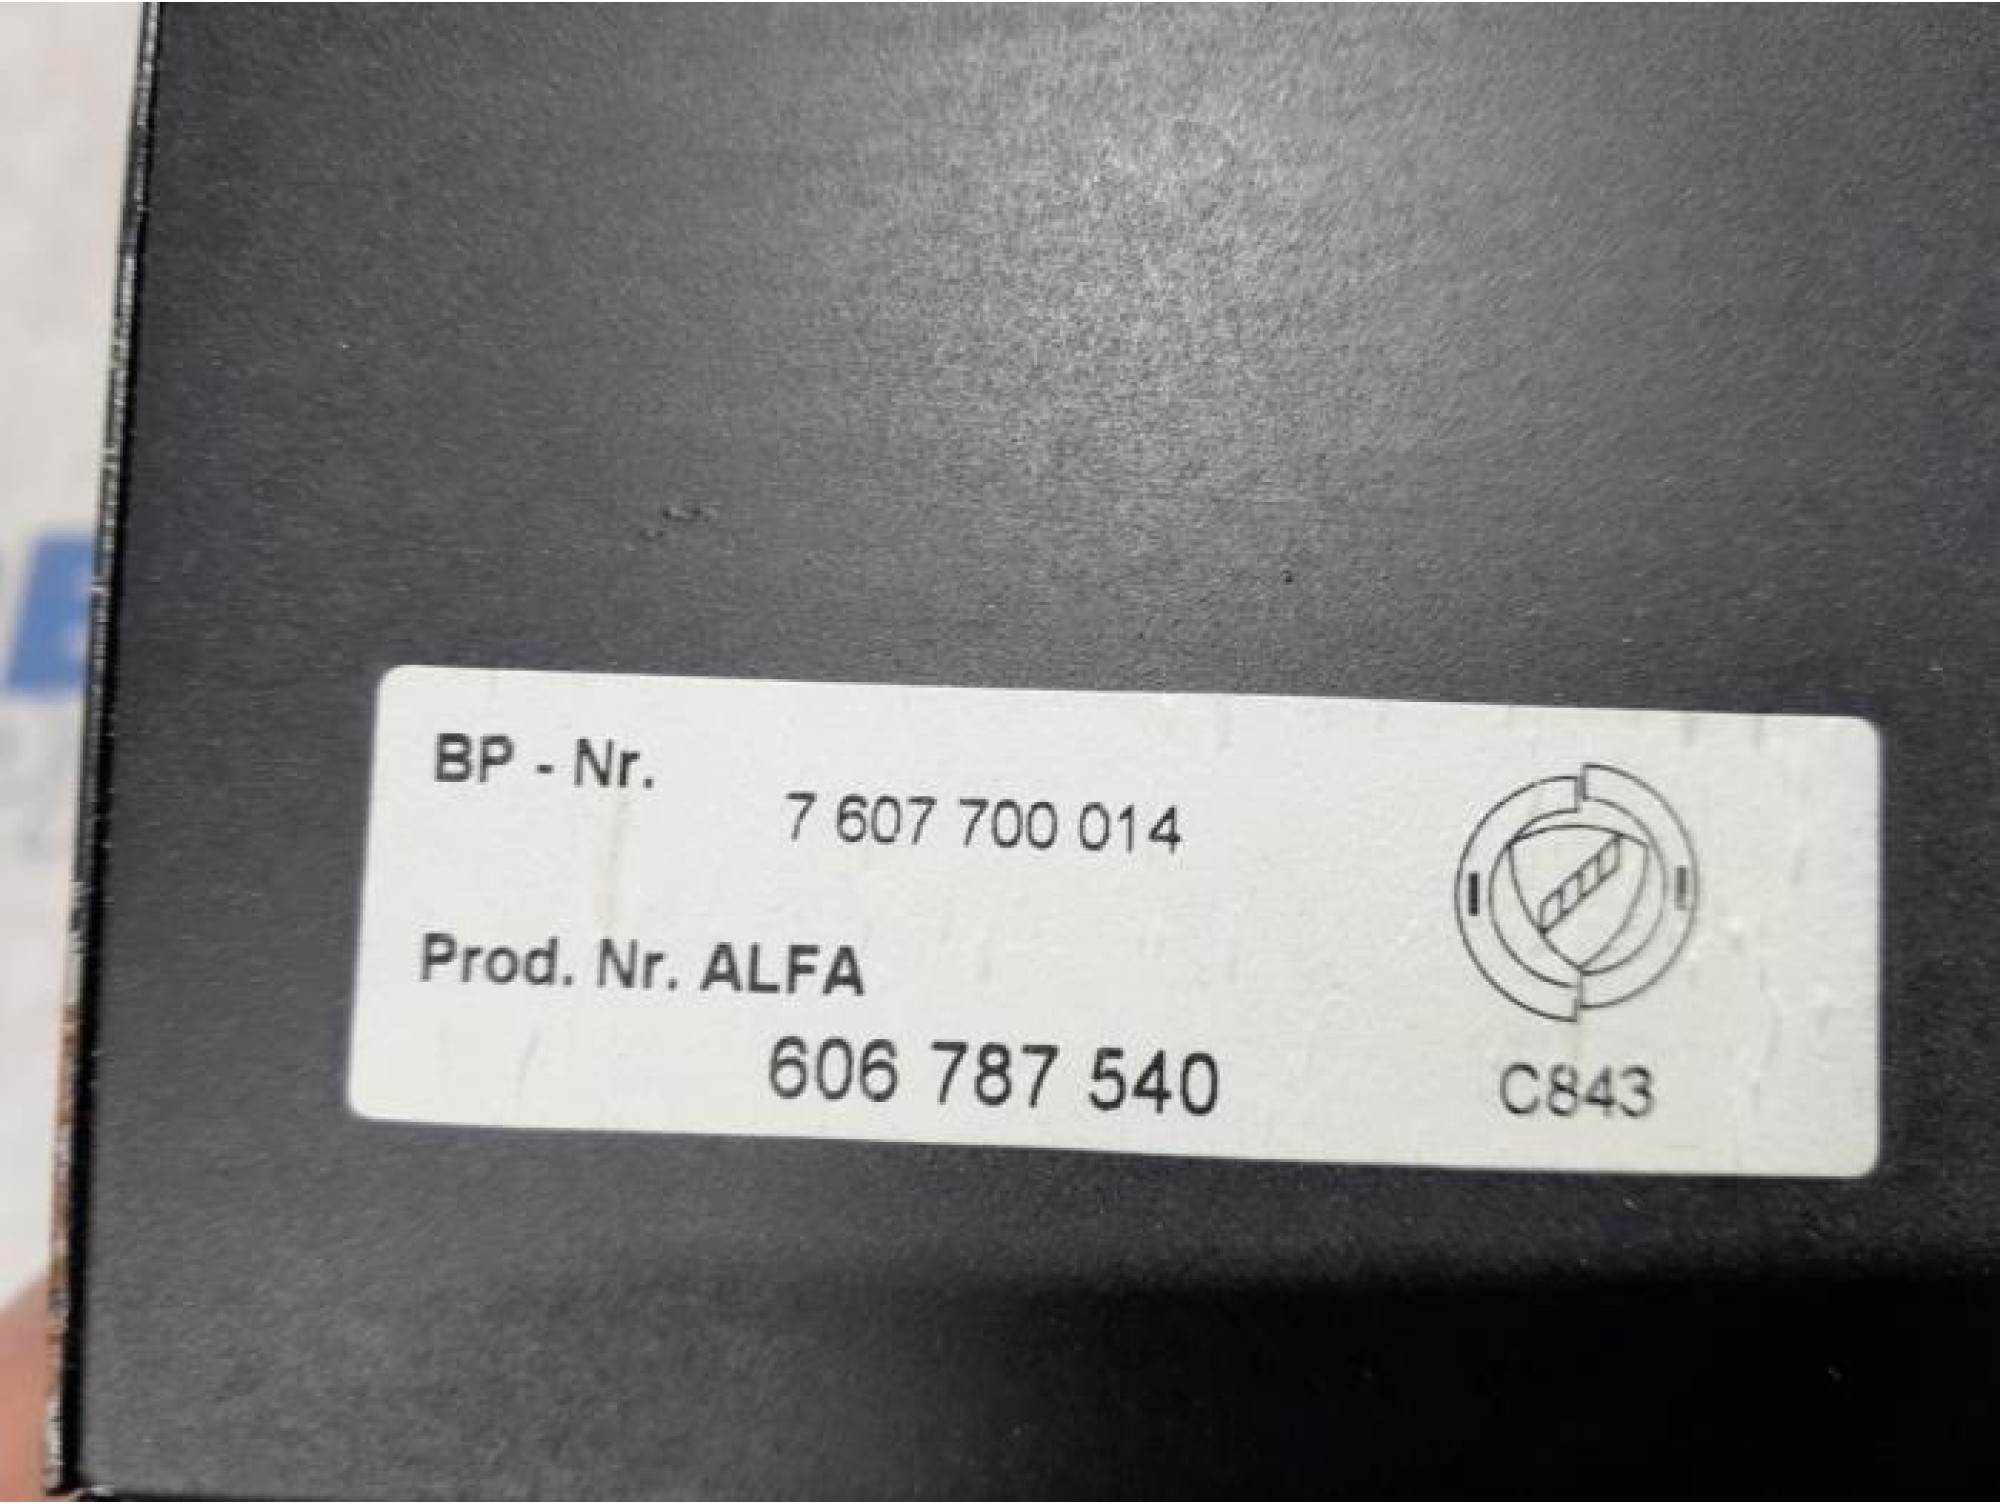 BP - Nr.
7 607 700 014
Prod. Nr. ALFA
606 787 540
C843